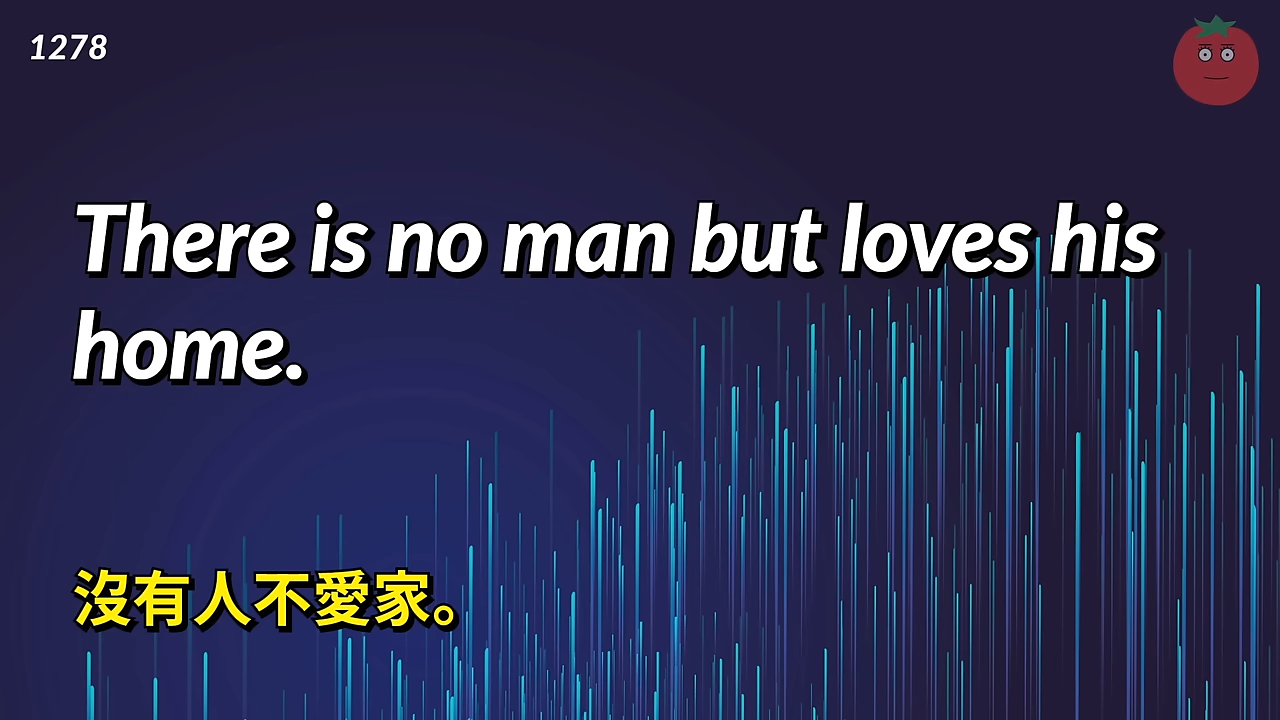 1278
There is no man but loves his
home.
沒有人不愛家。